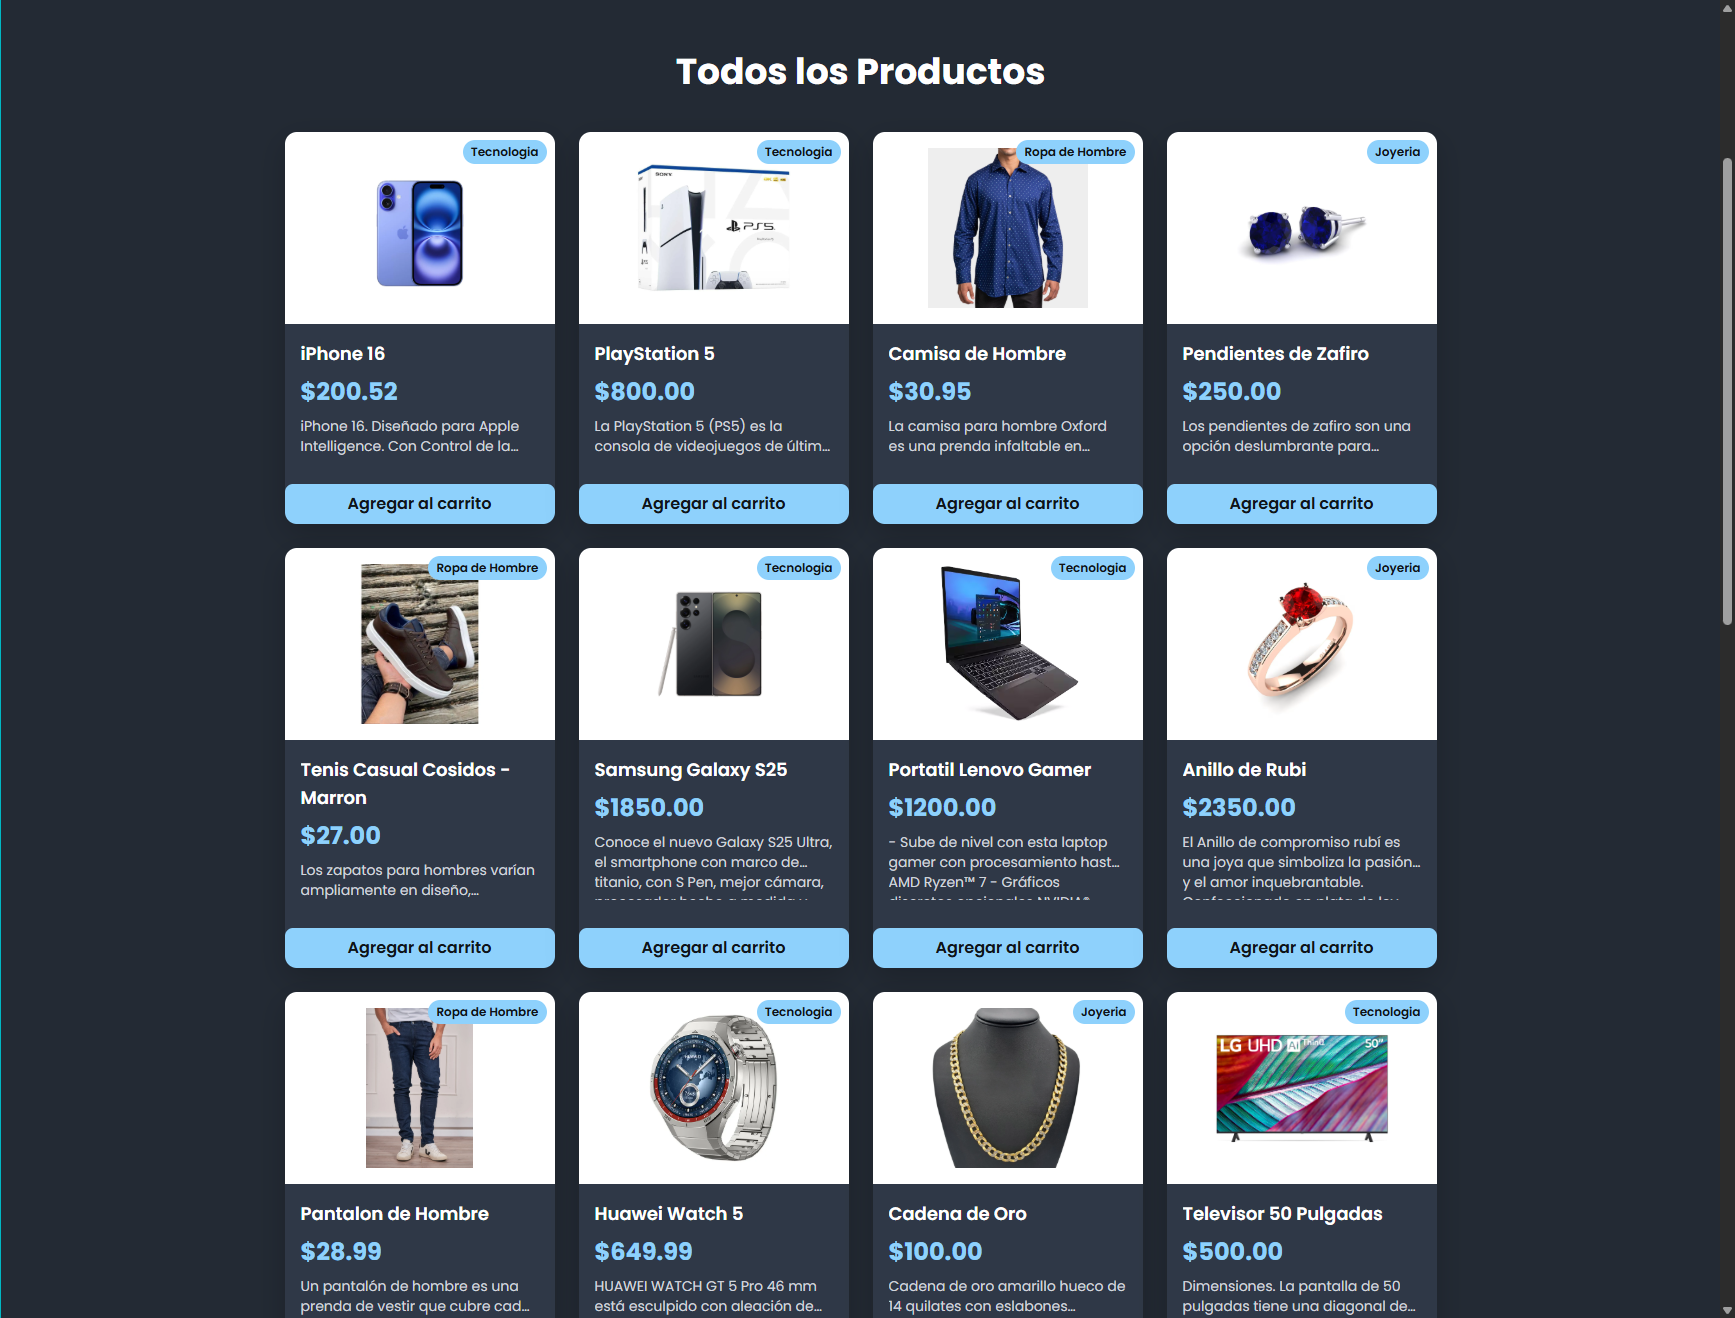 Todos los Productos
Tecnologia
SONY
PS5
iPhone 16
$200.52
iPhone 16. Diseñado para Apple
Intelligence. Con Control de la...
Agregar al carrito
Tecnologia
PlayStation 5
$800.00
La PlayStation 5 (PS5) es la
consola de videojuegos de últim...
Agregar al carrito
Ropa de Hombre
Camisa de Hombre
$30.95
La camisa para hombre Oxford
es una prenda infaltable en...
Agregar al carrito
Joyeria
Pendientes de Zafiro
$250.00
Los pendientes de zafiro son una
opción deslumbrante para...
Agregar al carrito
Ropa de Hombre
Tenis Casual Cosidos -
Marron
$27.00
Los zapatos para hombres varían
ampliamente en diseño,...
Agregar al carrito
Tecnologia
Samsung Galaxy S25
$1850.00
Conoce el nuevo Galaxy S25 Ultra,
el smartphone con marco de...
titanio, con S Pen, mejor cámara,
Agregar al carrito
Tecnologia
Portatil Lenovo Gamer
$1200.00
- Sube de nivel con esta laptop
gamer con procesamiento hast...
AMD Ryzen™ 7 - Gráficos
Agregar al carrito
Joyeria
Anillo de Rubi
$2350.00
El Anillo de compromiso rubí es
una joya que simboliza la pasión...
y el amor inquebrantable.
Agregar al carrito
Ropa de Hombre
Pantalon de Hombre
$28.99
Un pantalón de hombre es una
prenda de vestir que cubre cad...
Tecnologia
Huawei Watch 5
$649.99
HUAWEI WATCH GT 5 Pro 46 mm
está esculpido con aleación de...
Joyeria
Cadena de Oro
$100.00
Cadena de oro amarillo hueco de
14 quilates con eslabones...
Tecnologia
LG UHD AI ThinQ 50"
Televisor 50 Pulgadas
$500.00
Dimensiones. La pantalla de 50
pulgadas tiene una diagonal de...